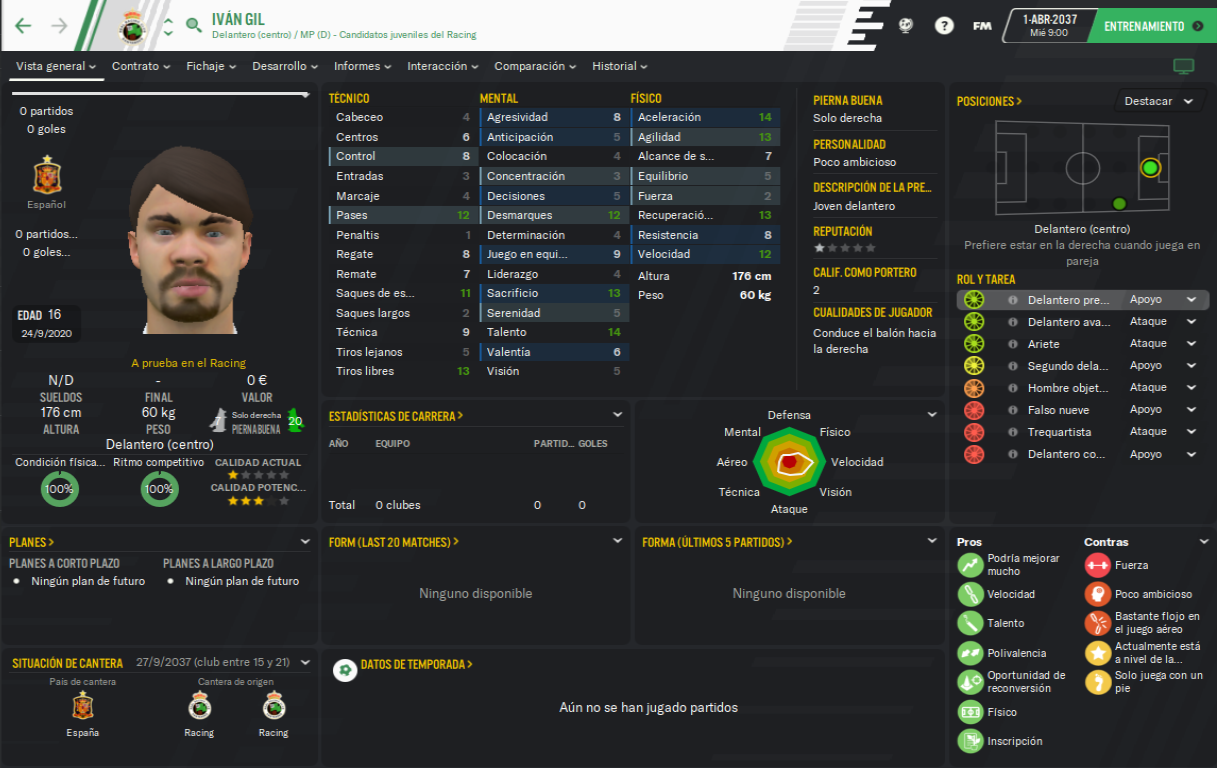 IVÁN GIL
Delantero (centro) / MP (D) - Candidatos juveniles del Racing
?
FM
1-ABR-2037
Mié 9:00
ENTRENAMIENTO
Vista general
Contrato
Fichaje
Desarrollo
Informes
Interacción
Comparación
Historial
0 partidos
0 goles
Español
0 partidos...
0 goles...
EDAD 16
24/9/2020
A prueba en el Racing
N/D
SUELDOS
-
FINAL
0 €
VALOR
176 cm
ALTURA
60 kg
PESO
7
Solo derecha
PIERNA BUENA
20
Delantero (centro)
Condición física...
100%
Ritmo competitivo
100%
CALIDAD ACTUAL
CALIDAD POTENC...
TÉCNICO
Cabeceo 4
Centros 6
Control 8
Entradas 3
Marcaje 4
Pases 12
Penaltis 1
Regate 8
Remate 7
Saques de es... 11
Saques largos 2
Técnica 9
Tiros lejanos 5
Tiros libres 13
MENTAL
Agresividad 8
Anticipación 5
Colocación 4
Concentración 3
Decisiones 5
Desmarques 12
Determinación 4
Juego en equi... 9
Liderazgo 4
Sacrificio 13
Serenidad 5
Talento 14
Valentía 6
Visión 5
FÍSICO
Aceleración 14
Agilidad 13
Alcance de s... 7
Equilibrio 5
Fuerza 2
Recuperació... 13
Resistencia 8
Velocidad 12
Altura 176 cm
Peso 60 kg
PIERNA BUENA
Solo derecha
PERSONALIDAD
Poco ambicioso
DESCRIPCIÓN DE LA PRE...
Joven delantero
REPUTACIÓN
CALIF. COMO PORTERO
2
CUALIDADES DE JUGADOR
Conduce el balón hacia
la derecha
POSICIONES >
Destacar
Delantero (centro)
Prefiere estar en la derecha cuando juega en
pareja
ROL Y TAREA
Delantero pre... Apoyo
Delantero ava... Ataque
Ariete Ataque
Segundo dela... Apoyo
Hombre objet... Ataque
Falso nueve Apoyo
Trequartista Ataque
Delantero co... Apoyo
ESTADÍSTICAS DE CARRERA >
AÑO EQUIPO PARTID... GOLES
Total 0 clubes 0 0
Defensa
Mental
Físico
Aéreo
Velocidad
Técnica
Visión
Ataque
PLANES >
PLANES A CORTO PLAZO
Ningún plan de futuro
PLANES A LARGO PLAZO
Ningún plan de futuro
FORM (LAST 20 MATCHES) >
Ninguno disponible
FORMA (ÚLTIMOS 5 PARTIDOS) >
Ninguno disponible
Pros
Podría mejorar
mucho
Velocidad
Talento
Polivalencia
Oportunidad de
reconversión
Físico
Inscripción
Contras
Fuerza
Poco ambicioso
Bastante flojo en
el juego aéreo
Actualmente está
a nivel de la...
Solo juega con un
pie
SITUACIÓN DE CANTERA 27/9/2037 (club entre 15 y 21)
País de cantera
España
Cantera de origen
Racing
Racing
DATOS DE TEMPORADA >
Aún no se han jugado partidos